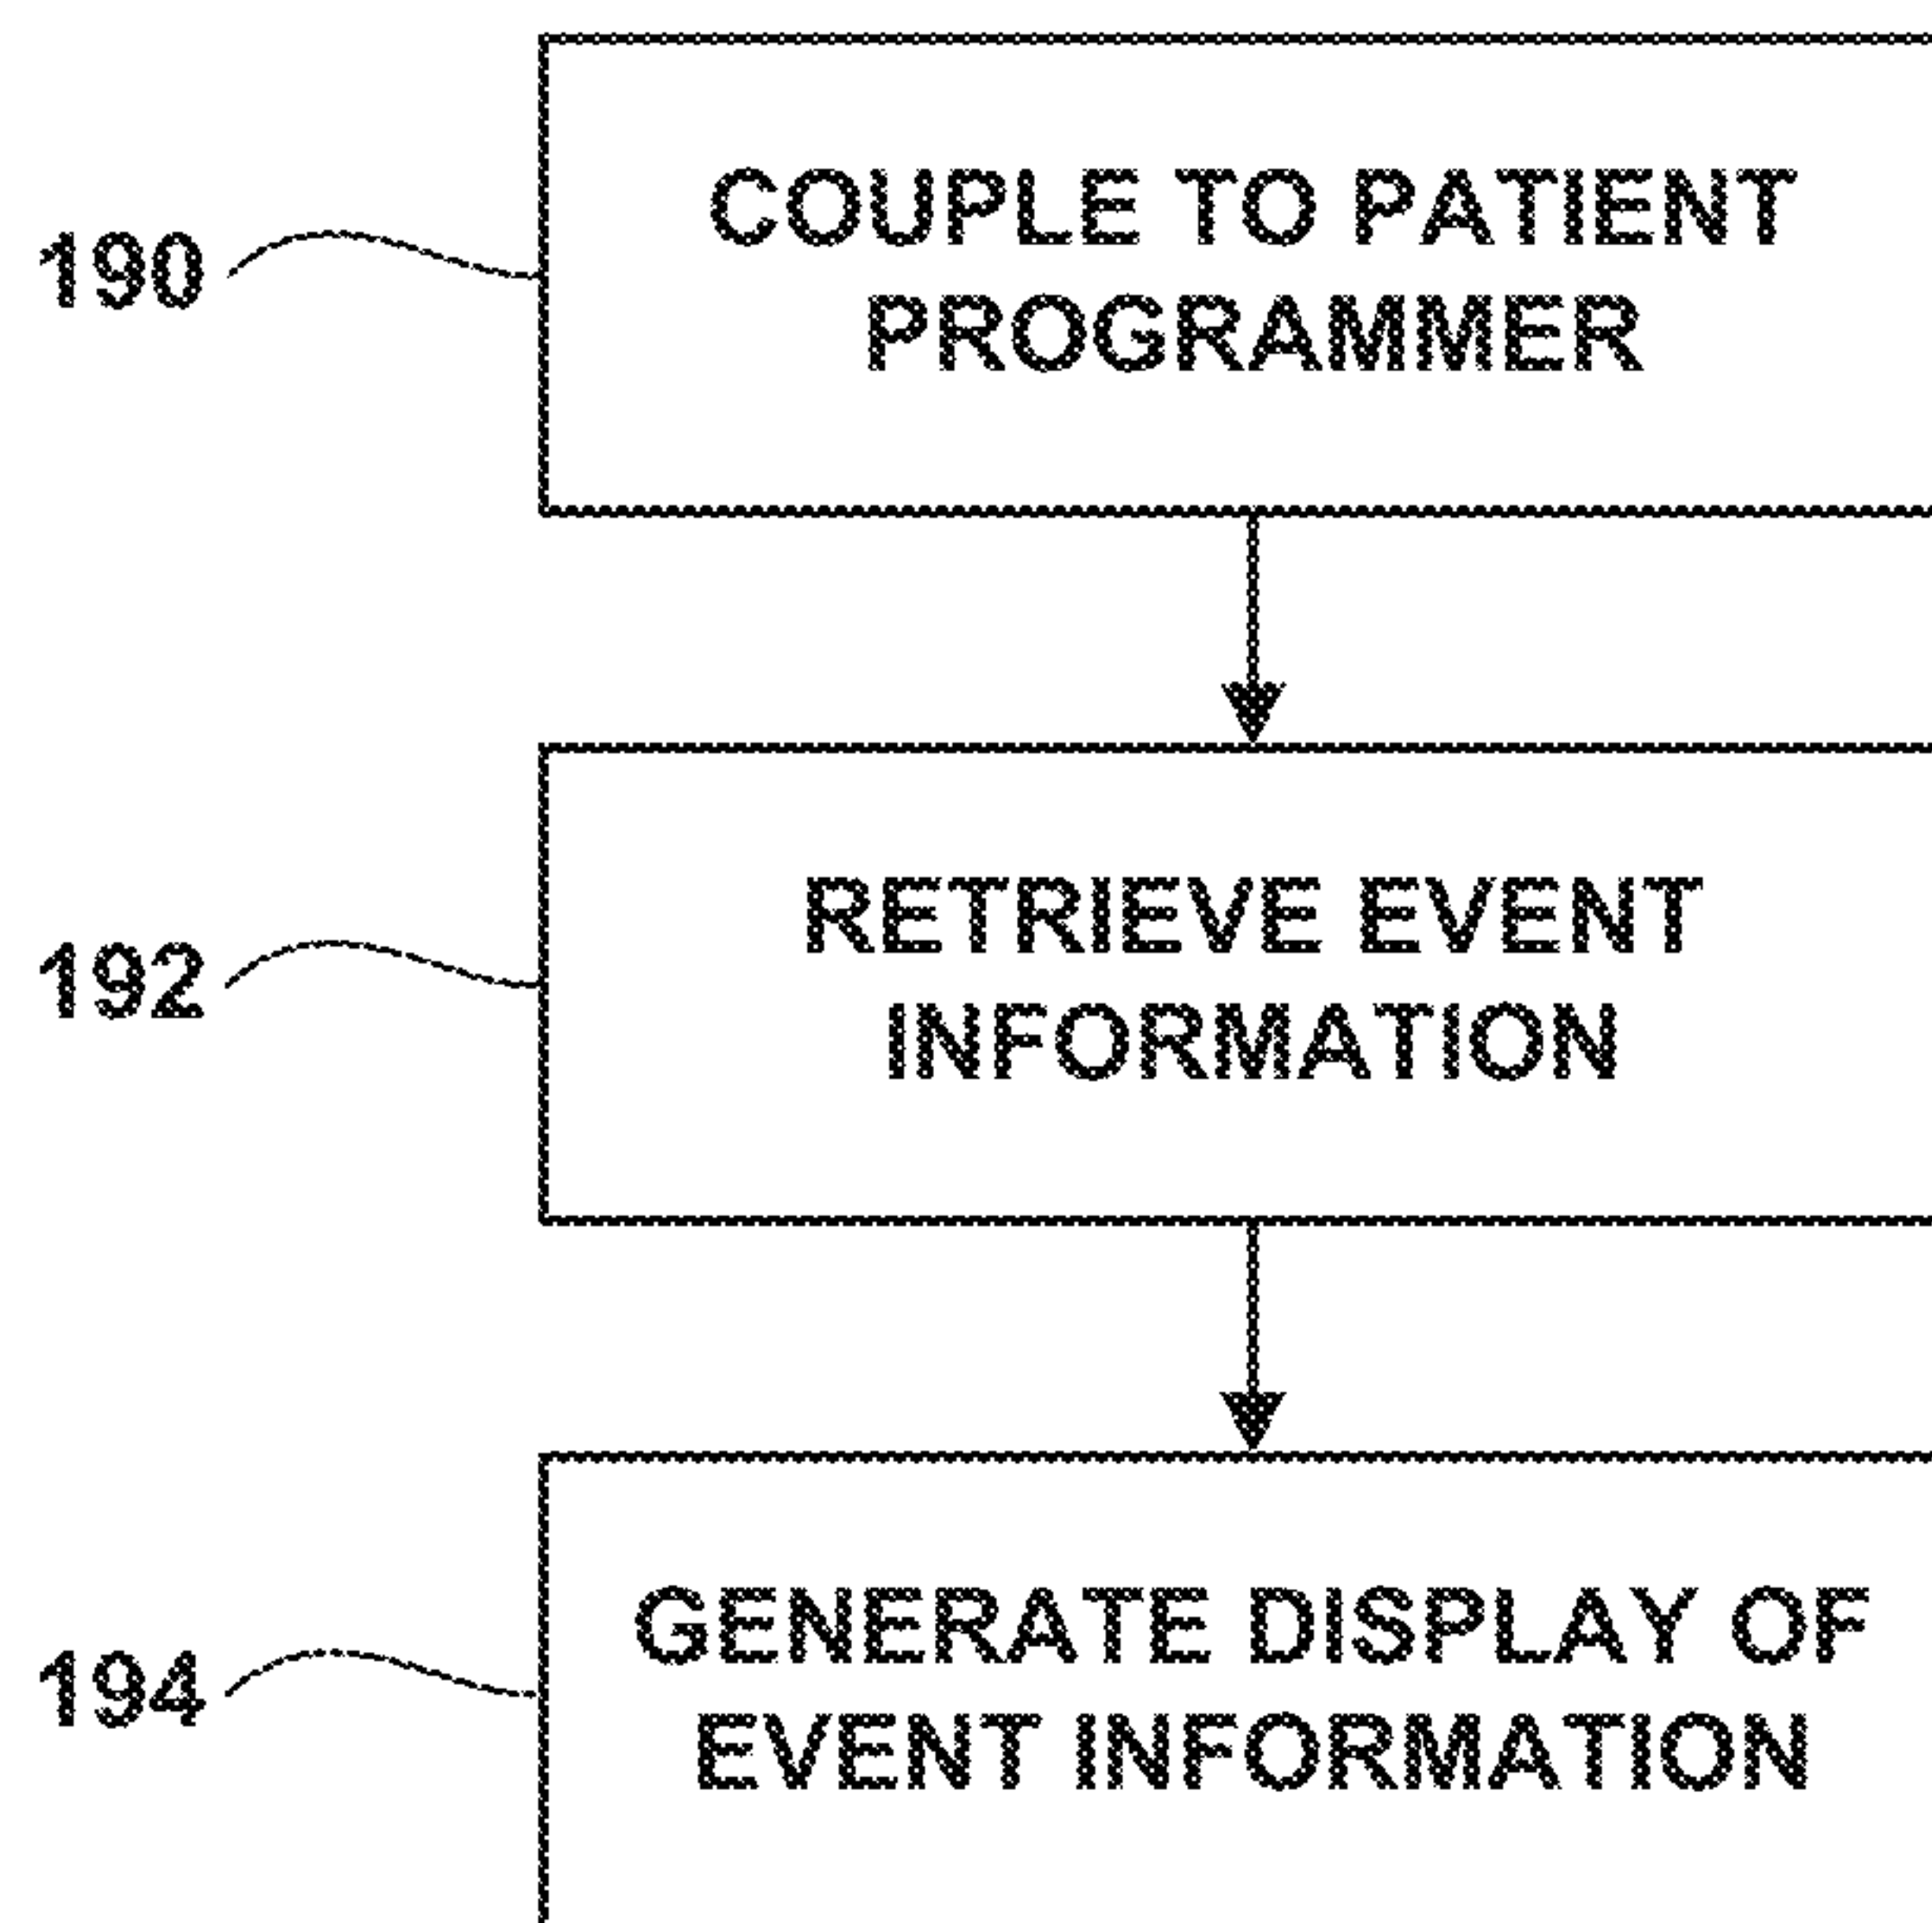 COUPLE TO PATIENT
PROGRAMMER
190
RETRIEVE EVENT
INFORMATION
192
GENERATE DISPLAY OF
EVENT INFORMATION
194